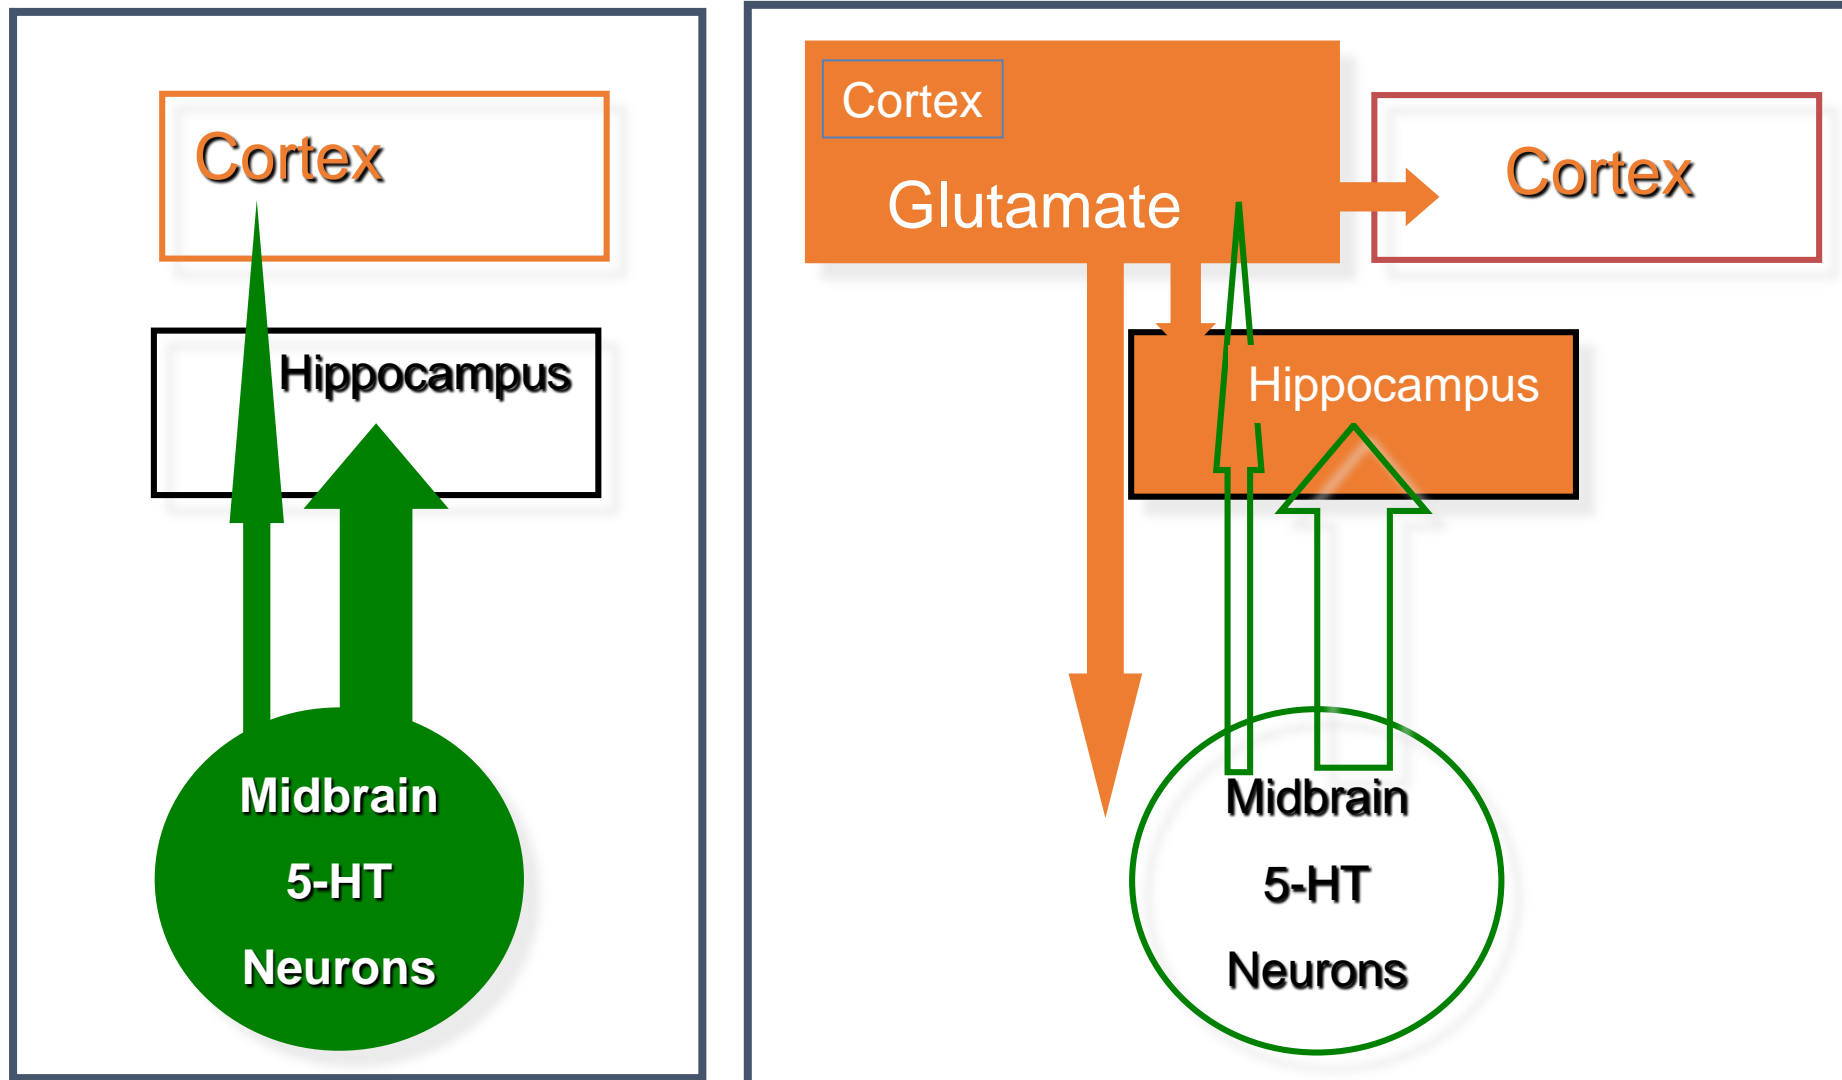 Cortex
Hippocampus
Midbrain
5-HT
Neurons
Cortex
Glutamate
Cortex
Hippocampus
Midbrain
5-HT
Neurons